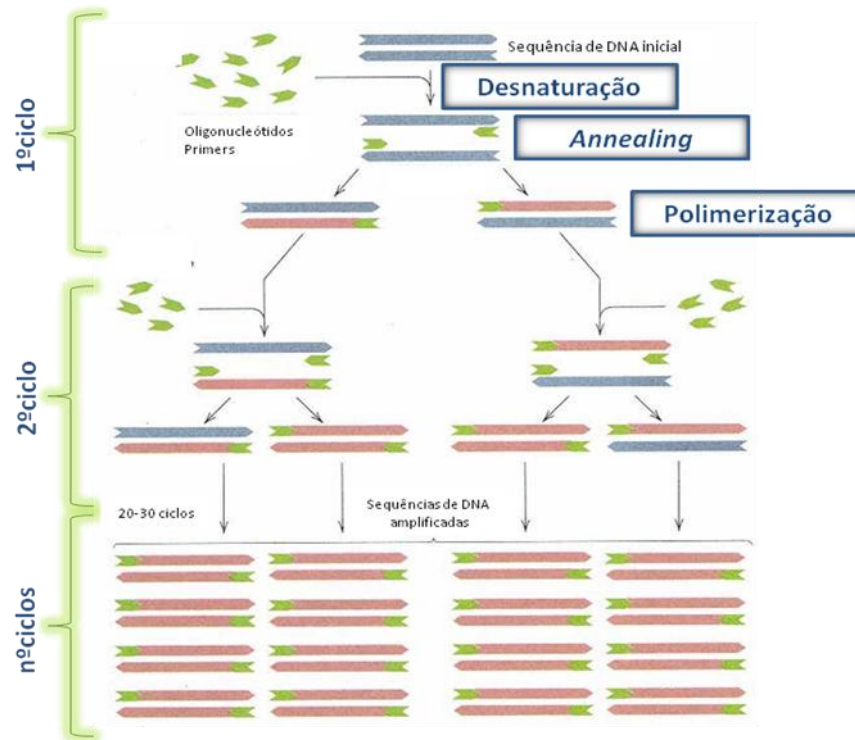 1ºciclo
Sequência de DNA inicial
Desnaturação
Oligonucleótidos
Primers
Annealing
Polimerização
2ºciclo
20-30 ciclos
Sequências de DNA
amplificadas
nºciclos